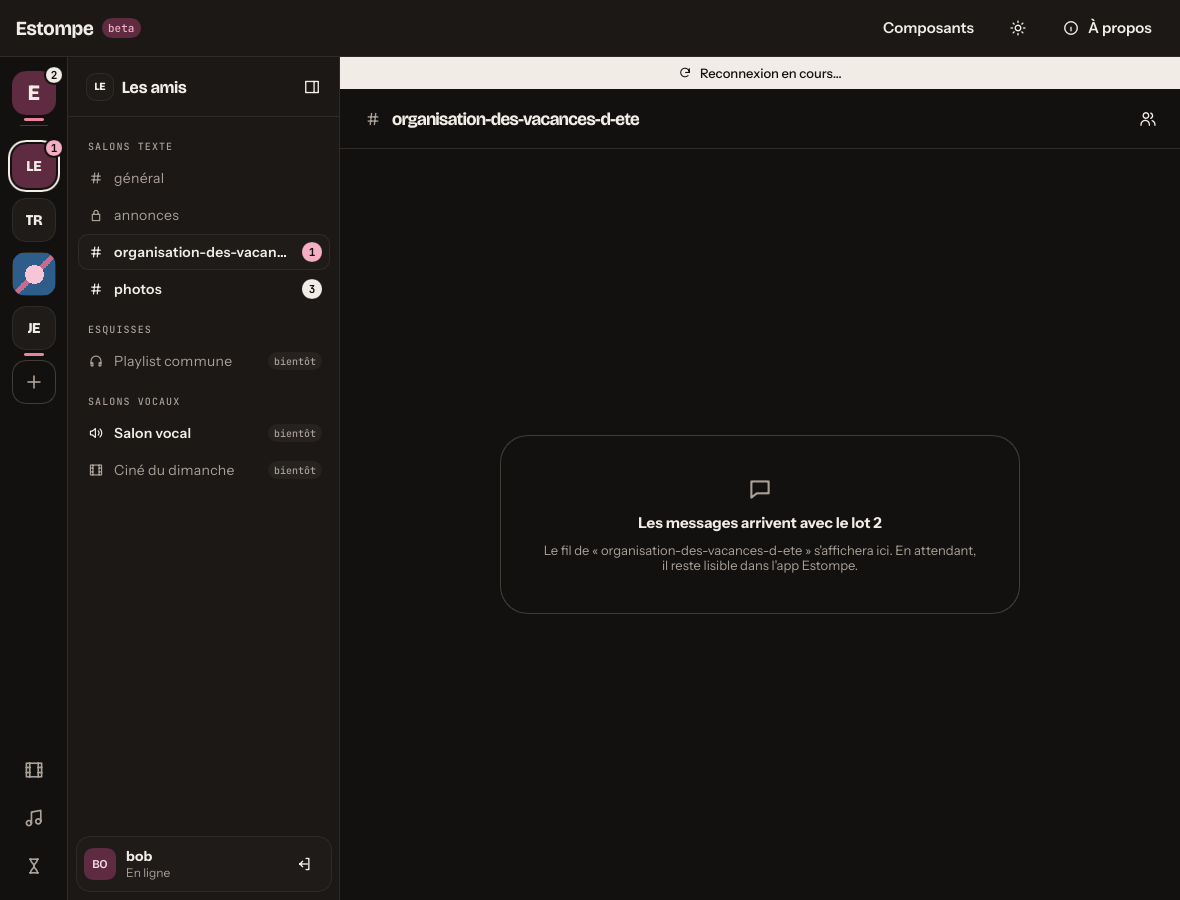 Estompe beta
Composants
À propos
E 2
LE 1
TR
JE
LE Les amis
SALONS TEXTE
# général
annonces
# organisation-des-vacan... 1
# photos 3
ESQUISSES
Playlist commune bientôt
SALONS VOCAUX
Salon vocal bientôt
Ciné du dimanche bientôt
BO bob
En ligne
Reconnexion en cours...
# organisation-des-vacances-d-ete
Les messages arrivent avec le lot 2
Le fil de « organisation-des-vacances-d-ete » s'affichera ici. En attendant,
il reste lisible dans l'app Estompe.